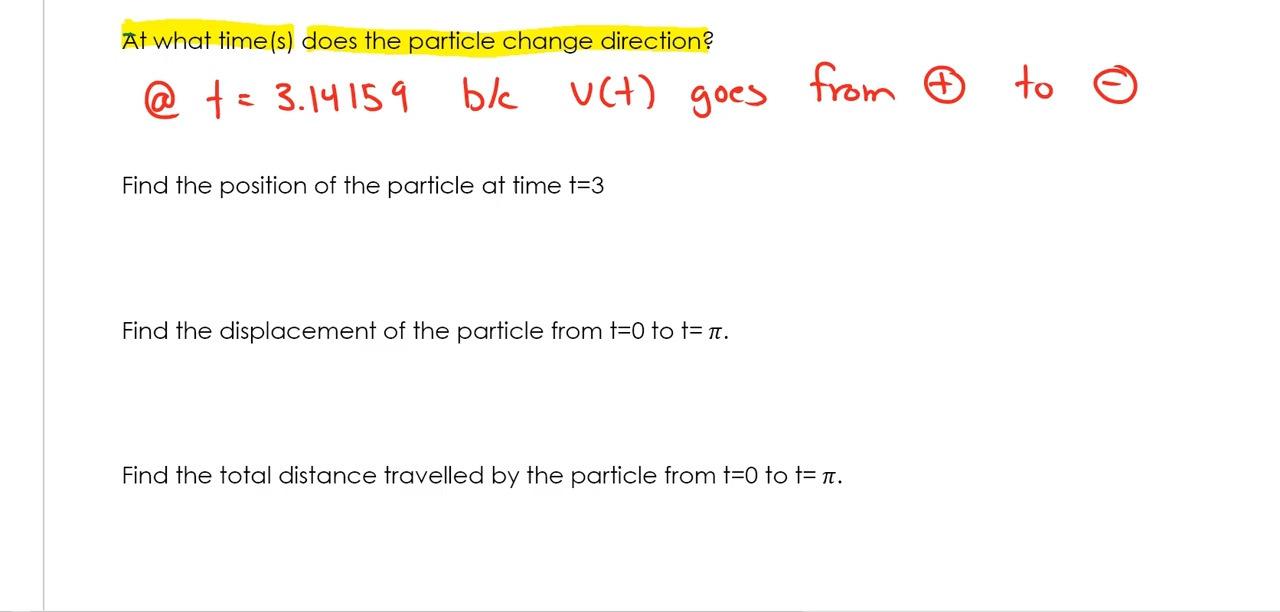 At what time(s) does the particle change direction?
@ t = 3.14159 b/c v(t) goes from ⊕ to ⊖
Find the position of the particle at time t=3
Find the displacement of the particle from t=0 to t= π.
Find the total distance travelled by the particle from t=0 to t= π.